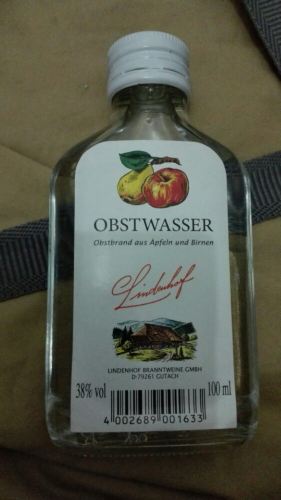 OBSTWASSER
Obstbrand aus Äpfeln und Birnen
Lindenhof
LINDENHOF BRANNTWEINE GMBH
D-79261 GUTACH
38% vol
100 ml
4 002689 001633